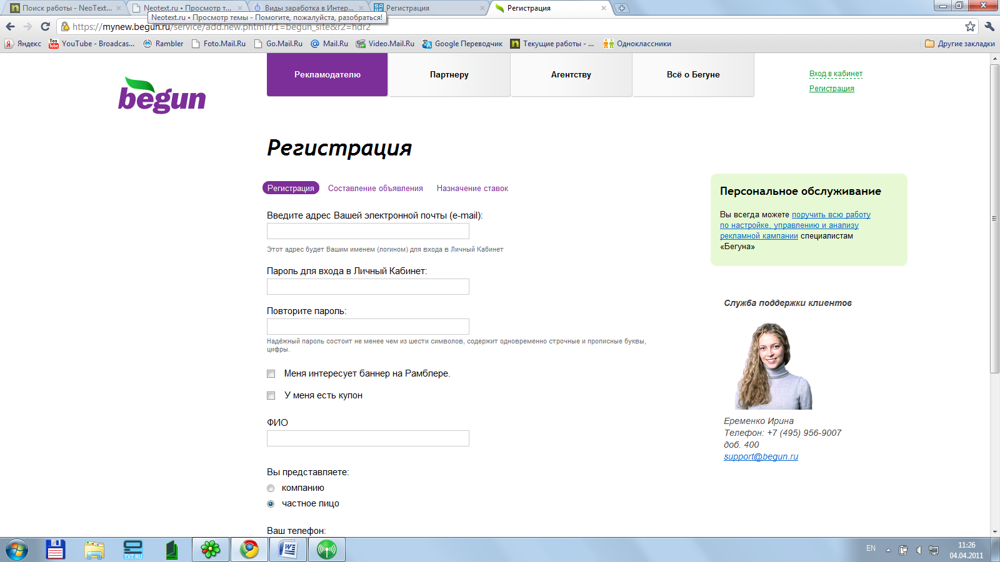 Поиск работы - NeoText...
Neotext.ru • Просмотр т...
Виды заработка в Интер...
Регистрация
Регистрация
Neotext.ru • Просмотр темы - Помогите, пожалуйста, разобраться!
https://mynew.begun.ru/service/add.new.phtml?r1=begun_site&r2=hdr2
Яндекс
YouTube - Broadcas...
Rambler
Foto.Mail.Ru
Go.Mail.Ru
Mail.Ru
Video.Mail.Ru
Google Переводчик
Текущие работы - ...
Одноклассники
Другие закладки
begun
Рекламодателю
Партнеру
Агентству
Всё о Бегуне
Вход в кабинет
Регистрация
Регистрация
Регистрация
Составление объявления
Назначение ставок
Введите адрес Вашей электронной почты (e-mail):
Этот адрес будет Вашим именем (логином) для входа в Личный Кабинет
Пароль для входа в Личный Кабинет:
Повторите пароль:
Надёжный пароль состоит не менее чем из шести символов, содержит одновременно строчные и прописные буквы,
цифры.
Меня интересует баннер на Рамблере.
У меня есть купон
ФИО
Вы представляете:
компанию
частное лицо
Ваш телефон:
Персональное обслуживание
Вы всегда можете поручить всю работу
по настройке, управлению и анализу
рекламной кампании специалистам
«Бегуна»
Служба поддержки клиентов
Еременко Ирина
Телефон: +7 (495) 956-9007
доб. 400
support@begun.ru
TXT.RU
EN
11:26
04.04.2011